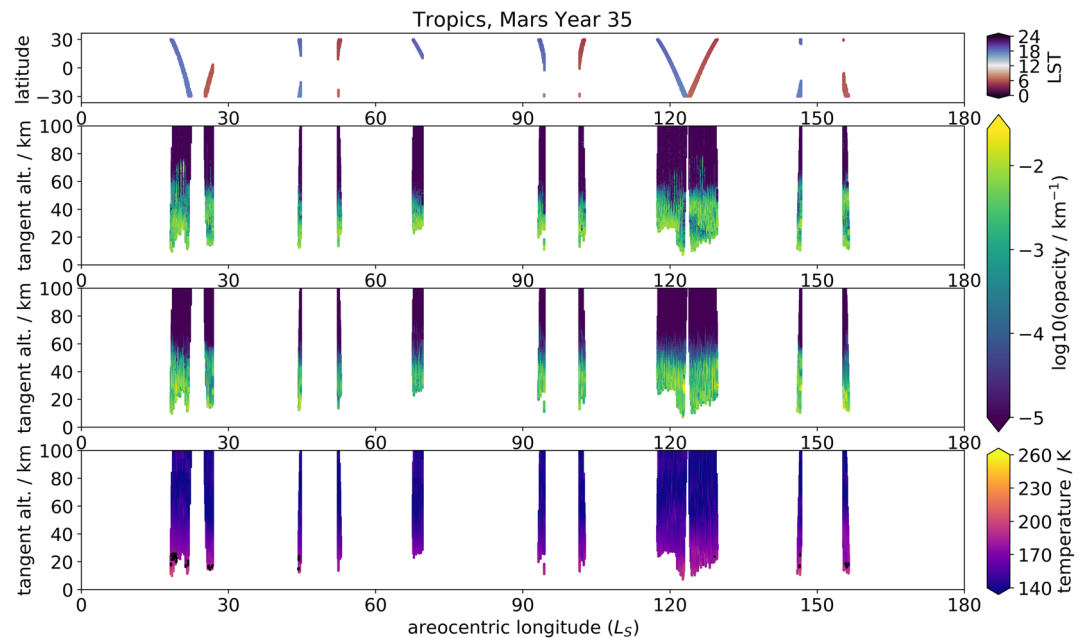 Tropics, Mars Year 35
latitude
30
0
−30
0 30 60 90 120 150 180
24
18
12
6
0
LST
tangent alt. / km
100
80
60
40
20
0
0 30 60 90 120 150 180
−2
−3
−4
−5
log10(opacity / km⁻¹)
tangent alt. / km
100
80
60
40
20
0
0 30 60 90 120 150 180
tangent alt. / km
100
80
60
40
20
0
0 30 60 90 120 150 180
260
230
200
170
140
temperature / K
areocentric longitude (L_S)